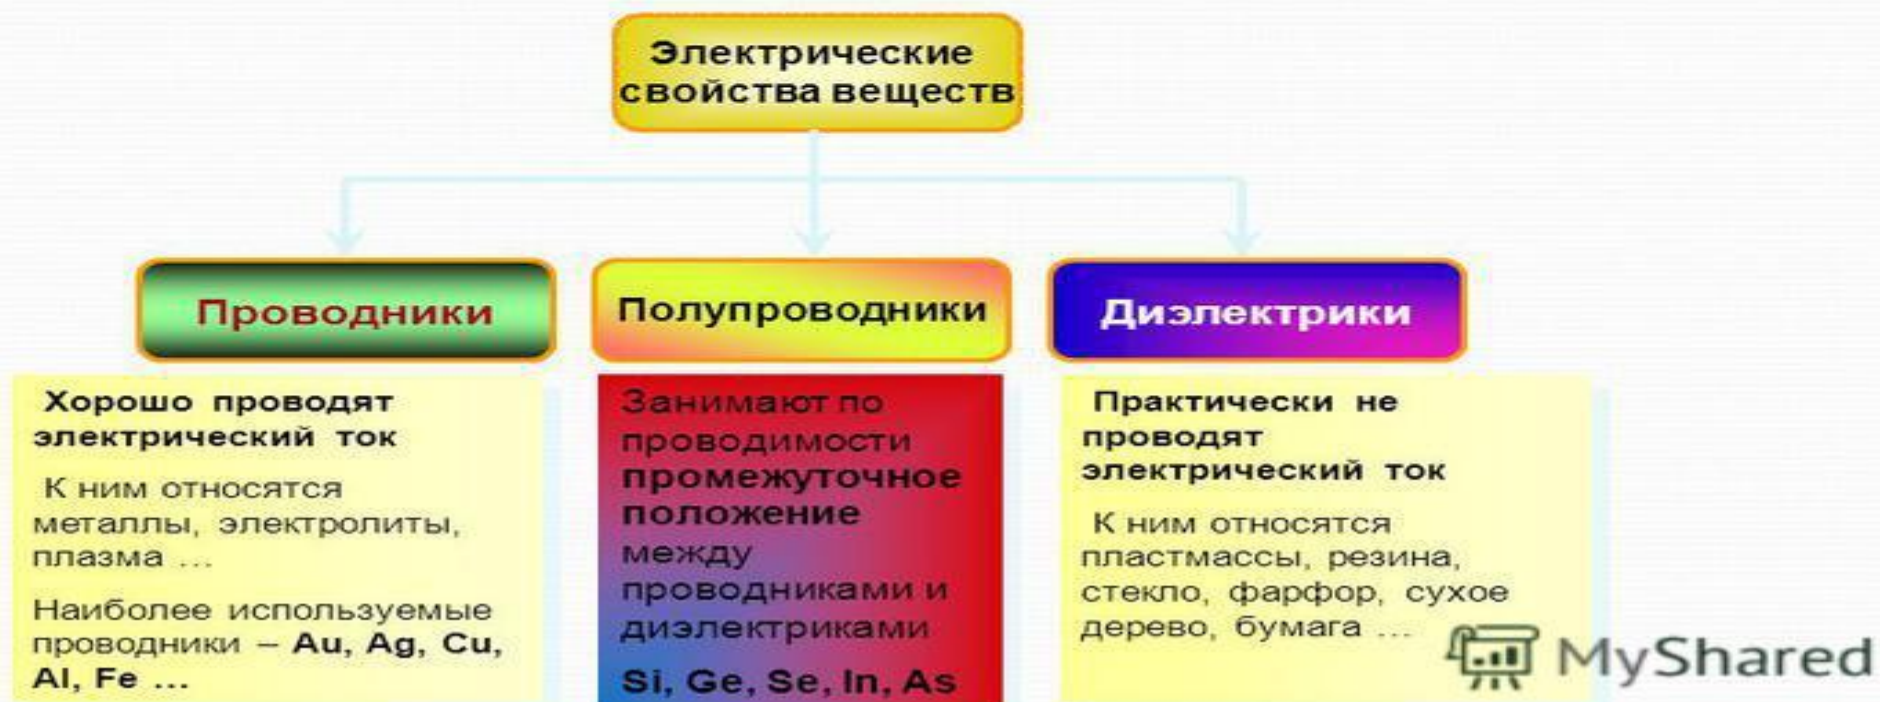 Электрические
свойства веществ
Проводники
Полупроводники
Диэлектрики
Хорошо проводят
электрический ток
К ним относятся
металлы, электролиты,
плазма ...
Наиболее используемые
проводники – Au, Ag, Cu,
Al, Fe ...
Занимают по
проводимости
промежуточное
положение
между
проводниками и
диэлектриками
Si, Ge, Se, In, As
Практически не
проводят
электрический ток
К ним относятся
пластмассы, резина,
стекло, фарфор, сухое
дерево, бумага ...
MyShared